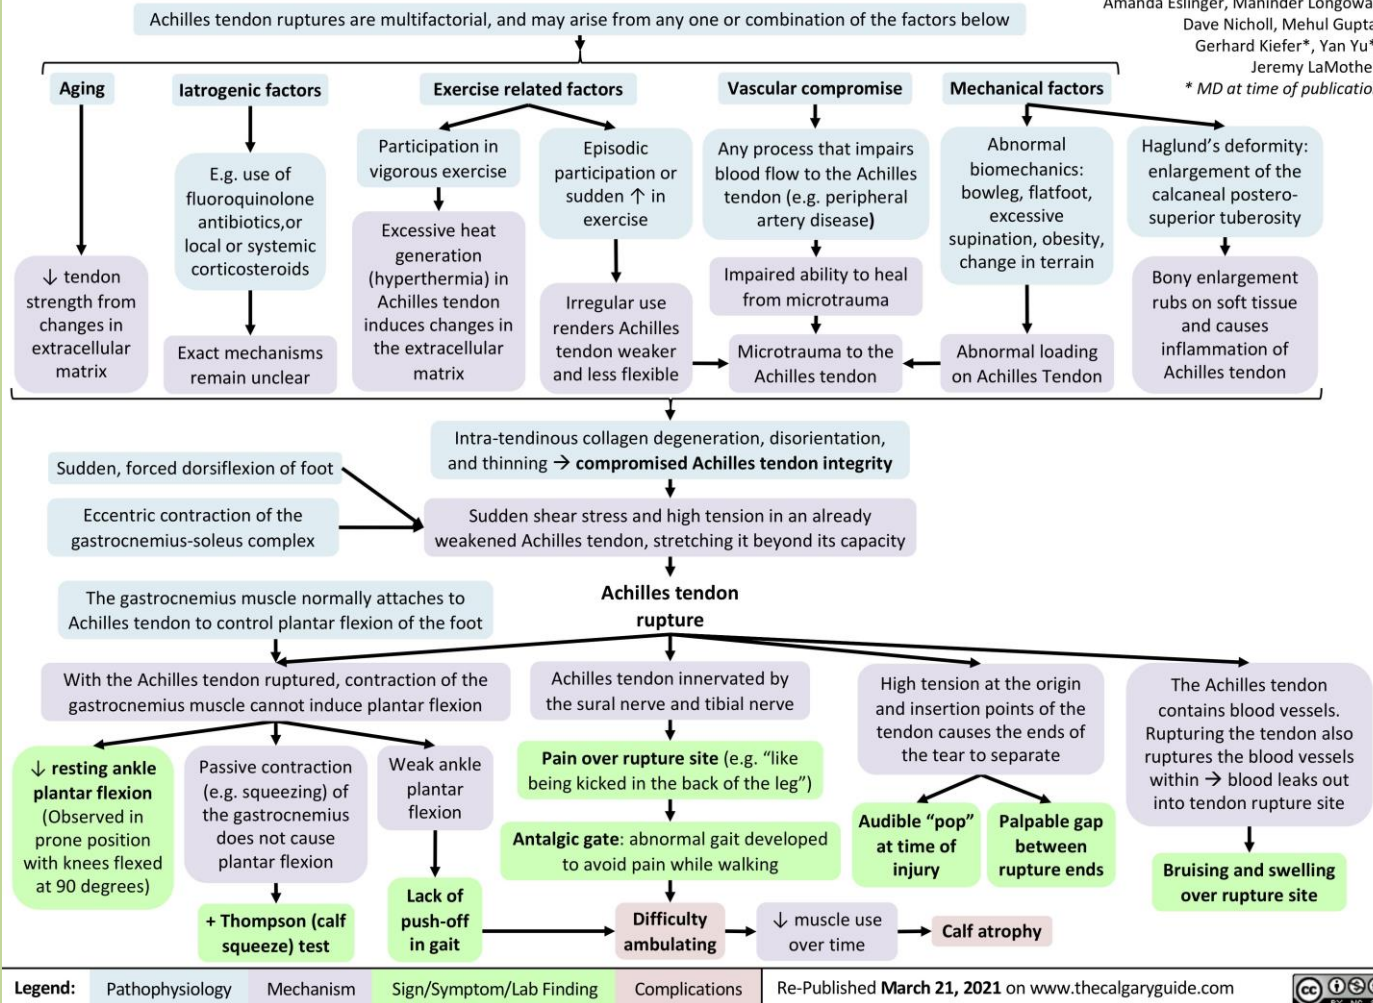 Achilles tendon ruptures are multifactorial, and may arise from any one or combination of the factors below
Amanda Eslinger, Maninder Longowa
Dave Nicholl, Mehul Gupta
Gerhard Kiefer*, Yan Yu*
Jeremy LaMothe
* MD at time of publication
Aging
Iatrogenic factors
Exercise related factors
Vascular compromise
Mechanical factors
↓ tendon
strength from
changes in
extracellular
matrix
E.g. use of
fluoroquinolone
antibiotics,or
local or systemic
corticosteroids
Exact mechanisms
remain unclear
Participation in
vigorous exercise
Excessive heat
generation
(hyperthermia) in
Achilles tendon
induces changes in
the extracellular
matrix
Episodic
participation or
sudden ↑ in
exercise
Irregular use
renders Achilles
tendon weaker
and less flexible
Any process that impairs
blood flow to the Achilles
tendon (e.g. peripheral
artery disease)
Impaired ability to heal
from microtrauma
Microtrauma to the
Achilles tendon
Abnormal
biomechanics:
bowleg, flatfoot,
excessive
supination, obesity,
change in terrain
Abnormal loading
on Achilles Tendon
Haglund's deformity:
enlargement of the
calcaneal postero-
superior tuberosity
Bony enlargement
rubs on soft tissue
and causes
inflammation of
Achilles tendon
Intra-tendinous collagen degeneration, disorientation,
and thinning → compromised Achilles tendon integrity
Sudden, forced dorsiflexion of foot
Eccentric contraction of the
gastrocnemius-soleus complex
Sudden shear stress and high tension in an already
weakened Achilles tendon, stretching it beyond its capacity
Achilles tendon
rupture
The gastrocnemius muscle normally attaches to
Achilles tendon to control plantar flexion of the foot
With the Achilles tendon ruptured, contraction of the
gastrocnemius muscle cannot induce plantar flexion
↓ resting ankle
plantar flexion
(Observed in
prone position
with knees flexed
at 90 degrees)
Passive contraction
(e.g. squeezing) of
the gastrocnemius
does not cause
plantar flexion
+ Thompson (calf
squeeze) test
Weak ankle
plantar
flexion
Lack of
push-off
in gait
Achilles tendon innervated by
the sural nerve and tibial nerve
Pain over rupture site (e.g. "like
being kicked in the back of the leg")
Antalgic gate: abnormal gait developed
to avoid pain while walking
Difficulty
ambulating
↓ muscle use
over time
Calf atrophy
High tension at the origin
and insertion points of the
tendon causes the ends of
the tear to separate
Audible "pop"
at time of
injury
Palpable gap
between
rupture ends
The Achilles tendon
contains blood vessels.
Rupturing the tendon also
ruptures the blood vessels
within → blood leaks out
into tendon rupture site
Bruising and swelling
over rupture site
Legend: Pathophysiology Mechanism Sign/Symptom/Lab Finding Complications Re-Published March 21, 2021 on www.thecalgaryguide.com